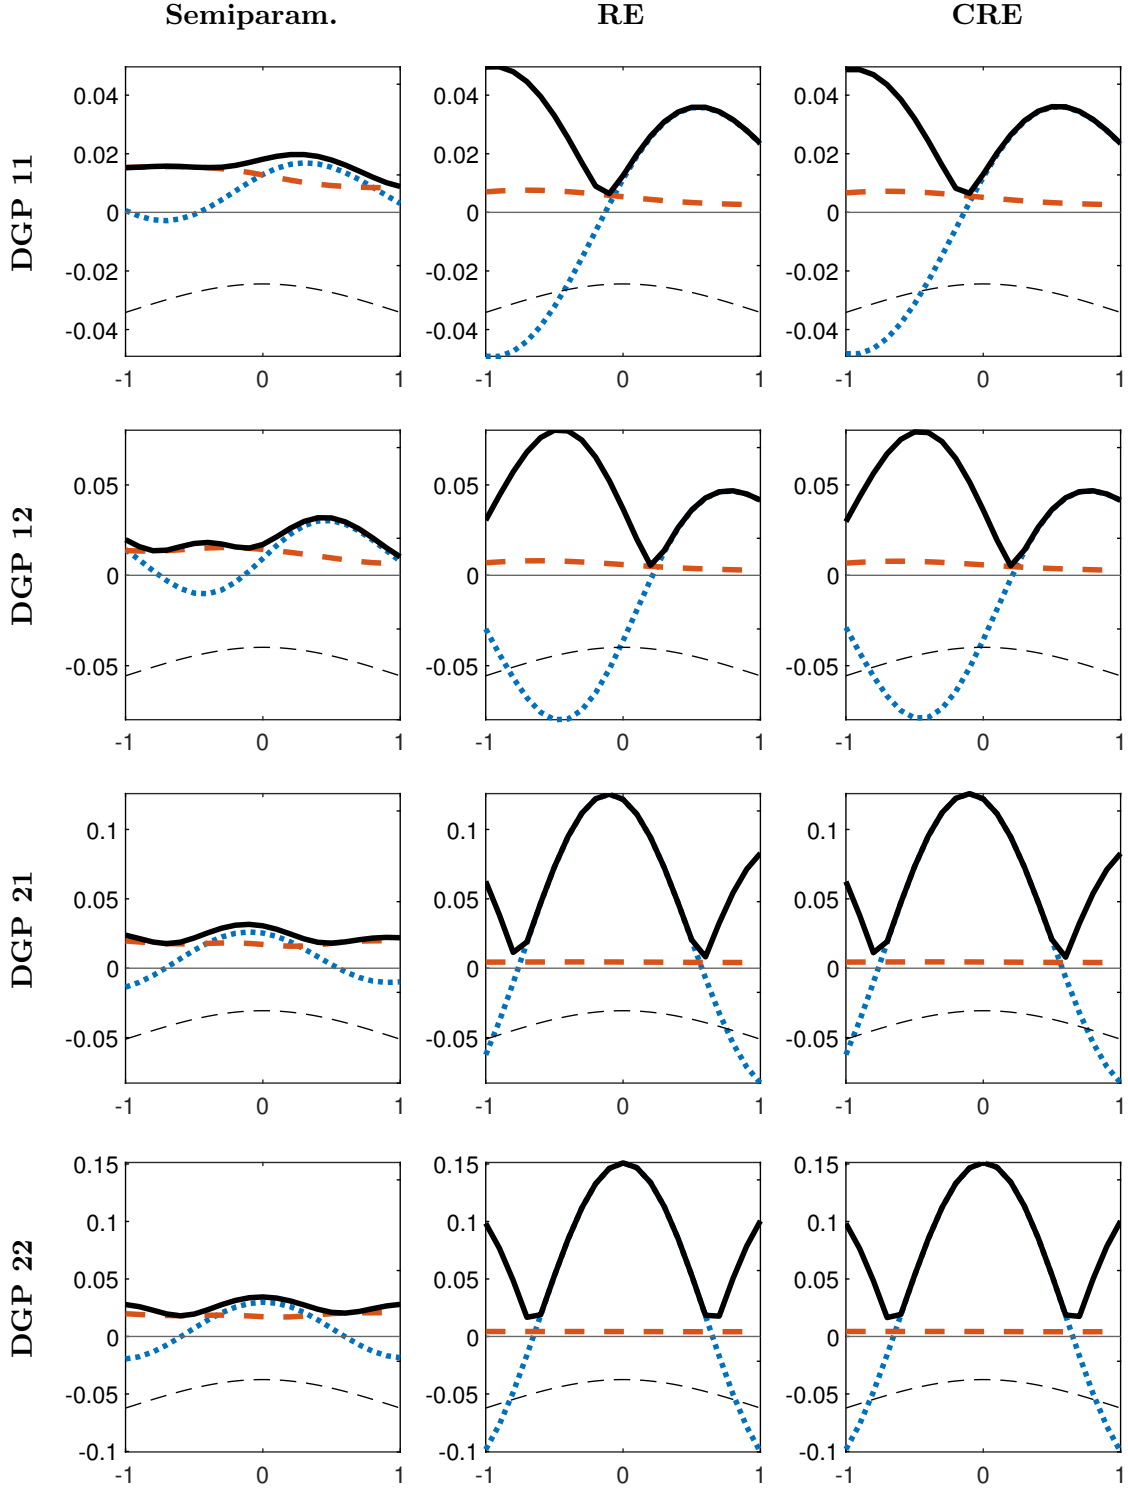 Semiparam. RE CRE
DGP 11
0.04 0.04 0.04
0.02 0.02 0.02
0 0 0
-0.02 -0.02 -0.02
-0.04 -0.04 -0.04
-1 0 1 -1 0 1 -1 0 1
DGP 12
0.05 0.05 0.05
0 0 0
-0.05 -0.05 -0.05
-1 0 1 -1 0 1 -1 0 1
DGP 21
0.1 0.1 0.1
0.05 0.05 0.05
0 0 0
-0.05 -0.05 -0.05
-1 0 1 -1 0 1 -1 0 1
DGP 22
0.15 0.15 0.15
0.1 0.1 0.1
0.05 0.05 0.05
0 0 0
-0.05 -0.05 -0.05
-0.1 -0.1 -0.1
-1 0 1 -1 0 1 -1 0 1